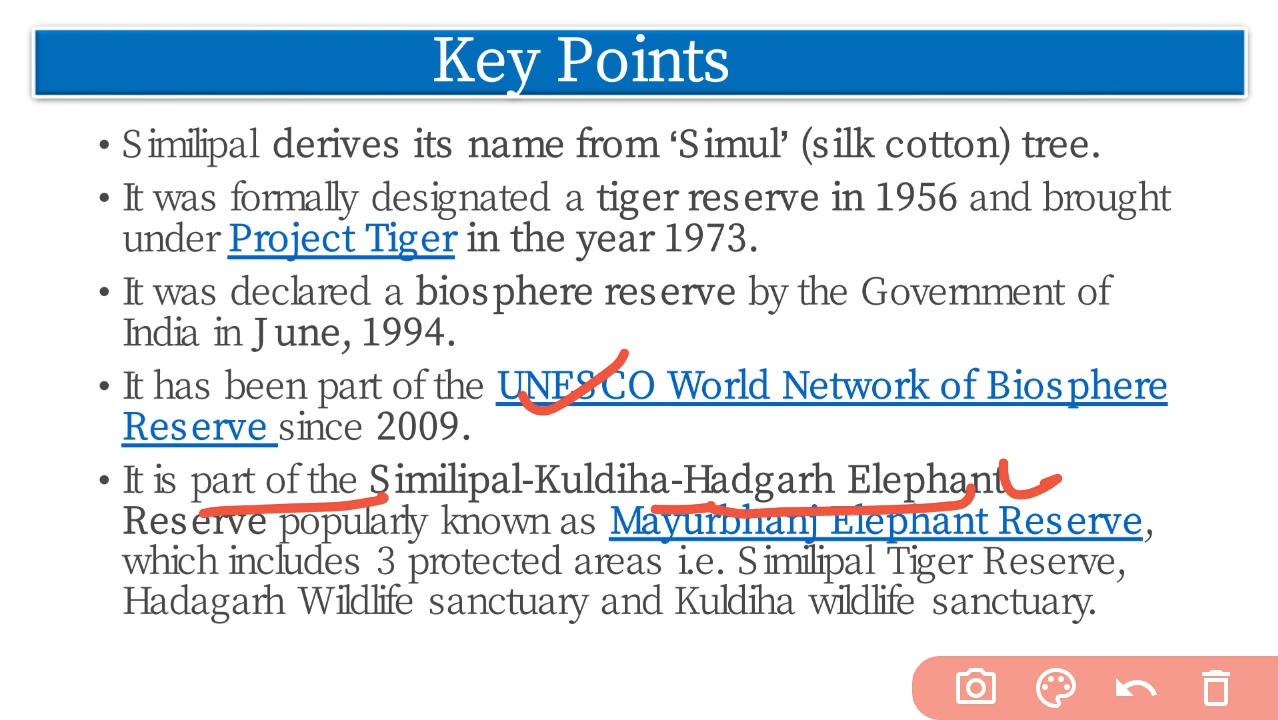 Key Points
• Similipal derives its name from ‘Simul’ (silk cotton) tree.
• It was formally designated a tiger reserve in 1956 and brought
under Project Tiger in the year 1973.
• It was declared a biosphere reserve by the Government of
India in June, 1994.
• It has been part of the UNESCO World Network of Biosphere
Reserve since 2009.
• It is part of the Similipal-Kuldiha-Hadgarh Elephant
Reserve popularly known as Mayurbhanj Elephant Reserve,
which includes 3 protected areas i.e. Similipal Tiger Reserve,
Hadagarh Wildlife sanctuary and Kuldiha wildlife sanctuary.